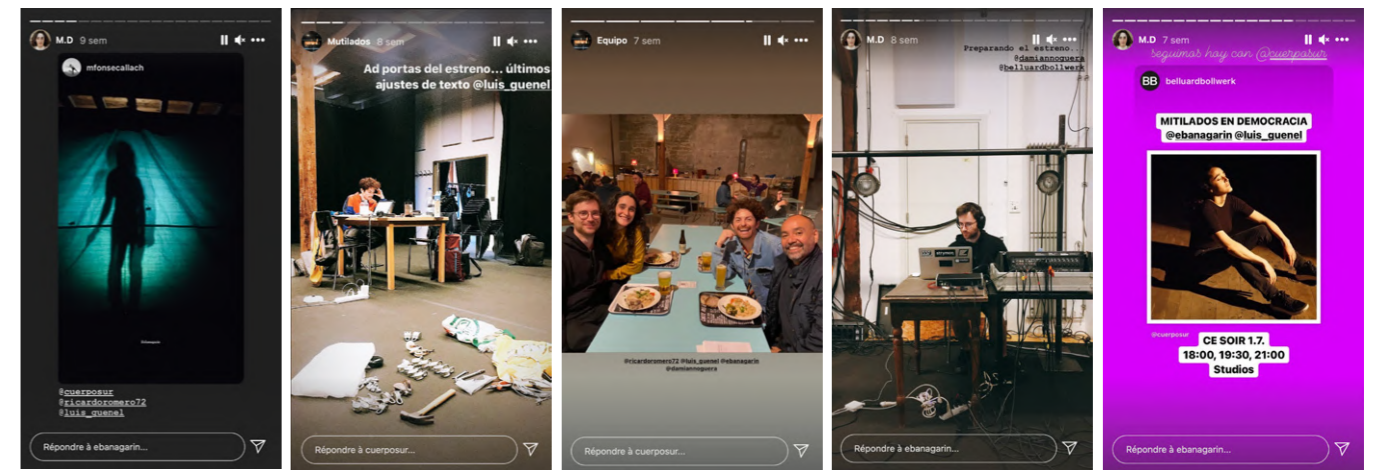 M.D 9 sem
mfonsecallach
@cuerposur
@ricardoromero72
@luis_guenel
Répondre à ebanagarin...
Mutilados 8 sem
Ad portas del estreno... últimos
ajustes de texto @luis_guenel
Répondre à cuerposur...
Equipo 7 sem
@ricardoromero72 @luis_guenel @ebanagarin
@damiannoguera
Répondre à cuerposur...
M.D 8 sem
Preparando el estreno...
@damiannoguera
@belluardbollwerk
Répondre à ebanagarin...
M.D 7 sem
seguimos hay con @cuerposur
BB belluardbollwerk
MITILADOS EN DEMOCRACIA
@ebanagarin @luis_guenel
@cuerposur
CE SOIR 1.7.
18:00, 19:30, 21:00
Studios
Répondre à ebanagarin...